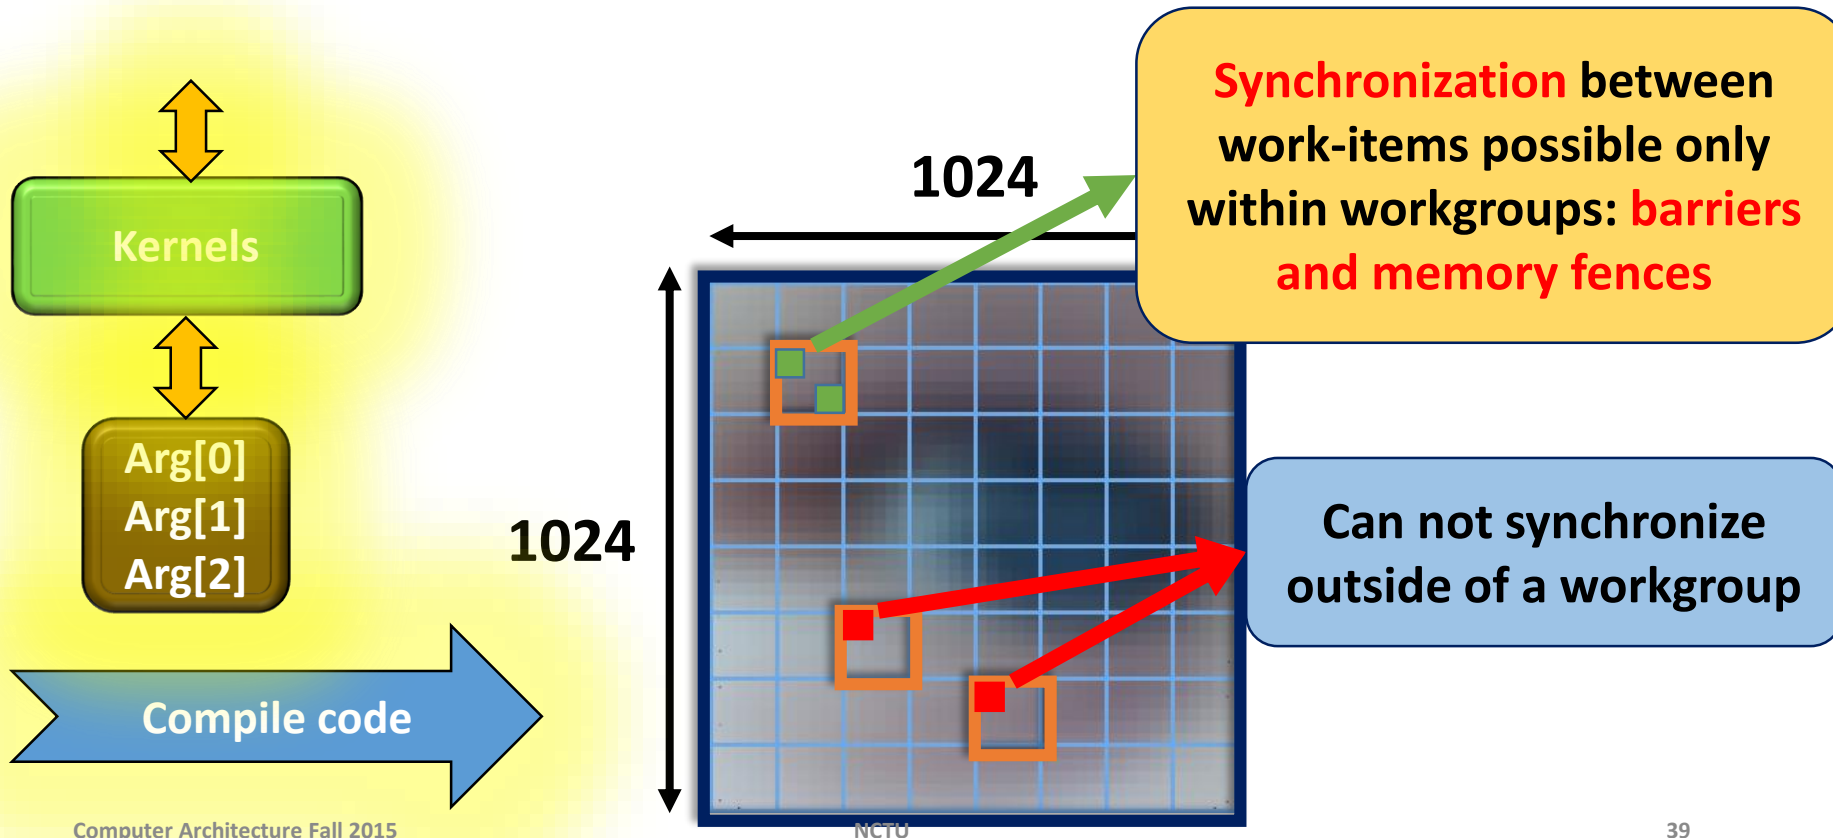 Kernels
Arg[0]
Arg[1]
Arg[2]
Compile code
1024
1024
Synchronization between
work-items possible only
within workgroups: barriers
and memory fences
Can not synchronize
outside of a workgroup
Computer Architecture Fall 2015
NCTU
39